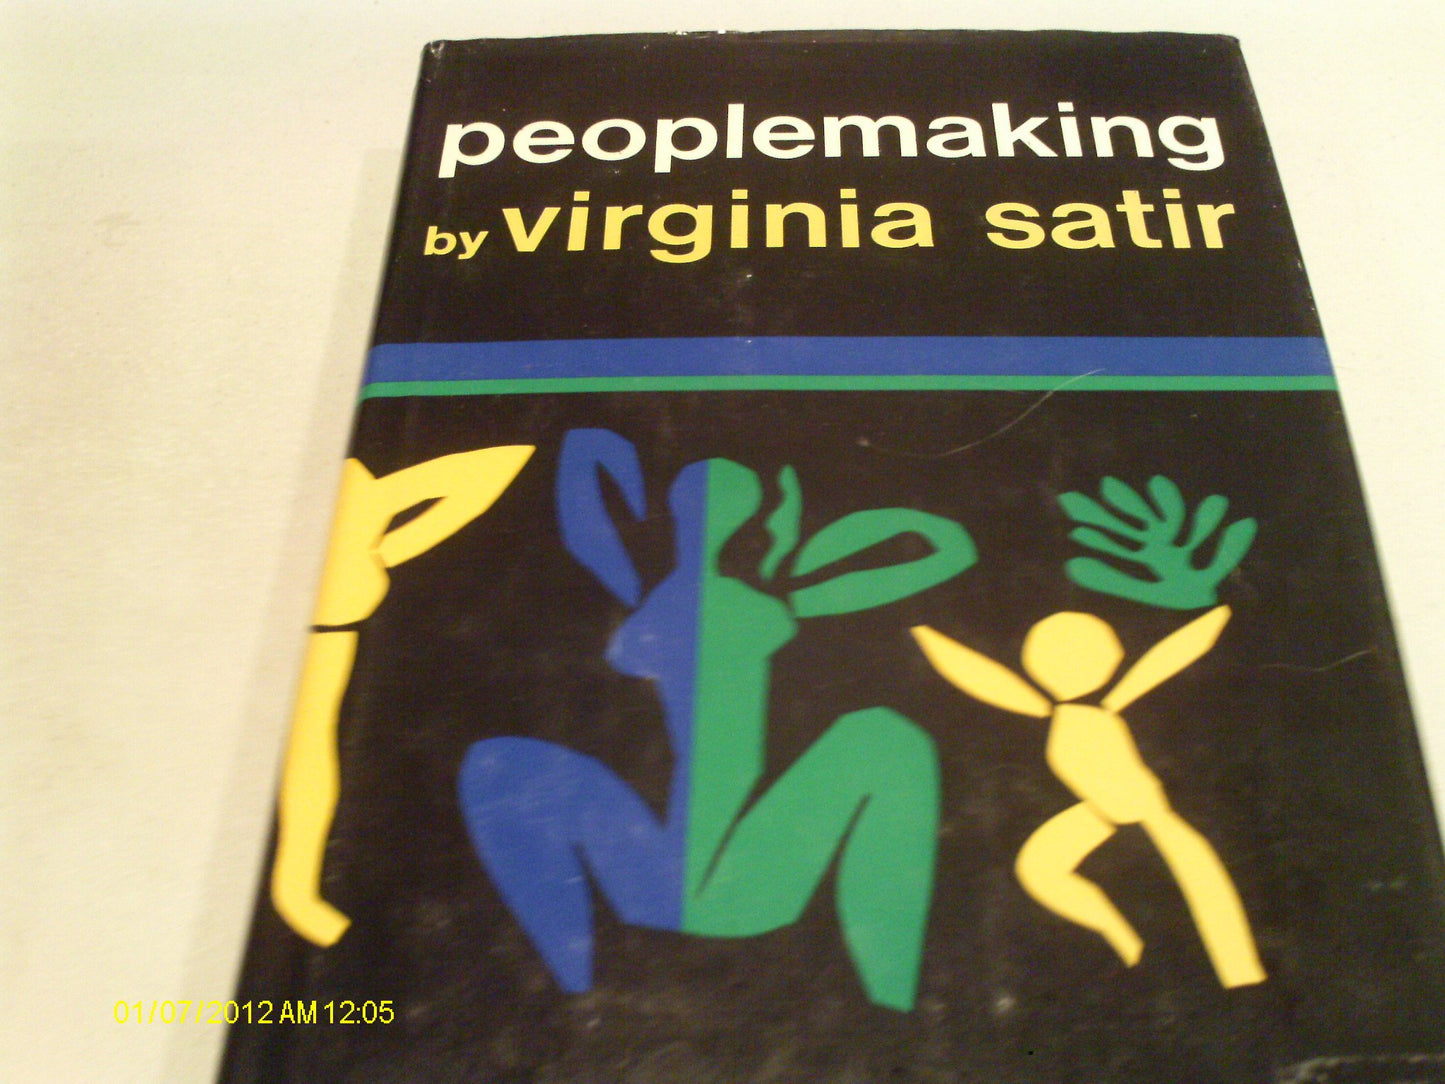 peoplemaking
by virginia satir
01/07/2012 AM 12:05